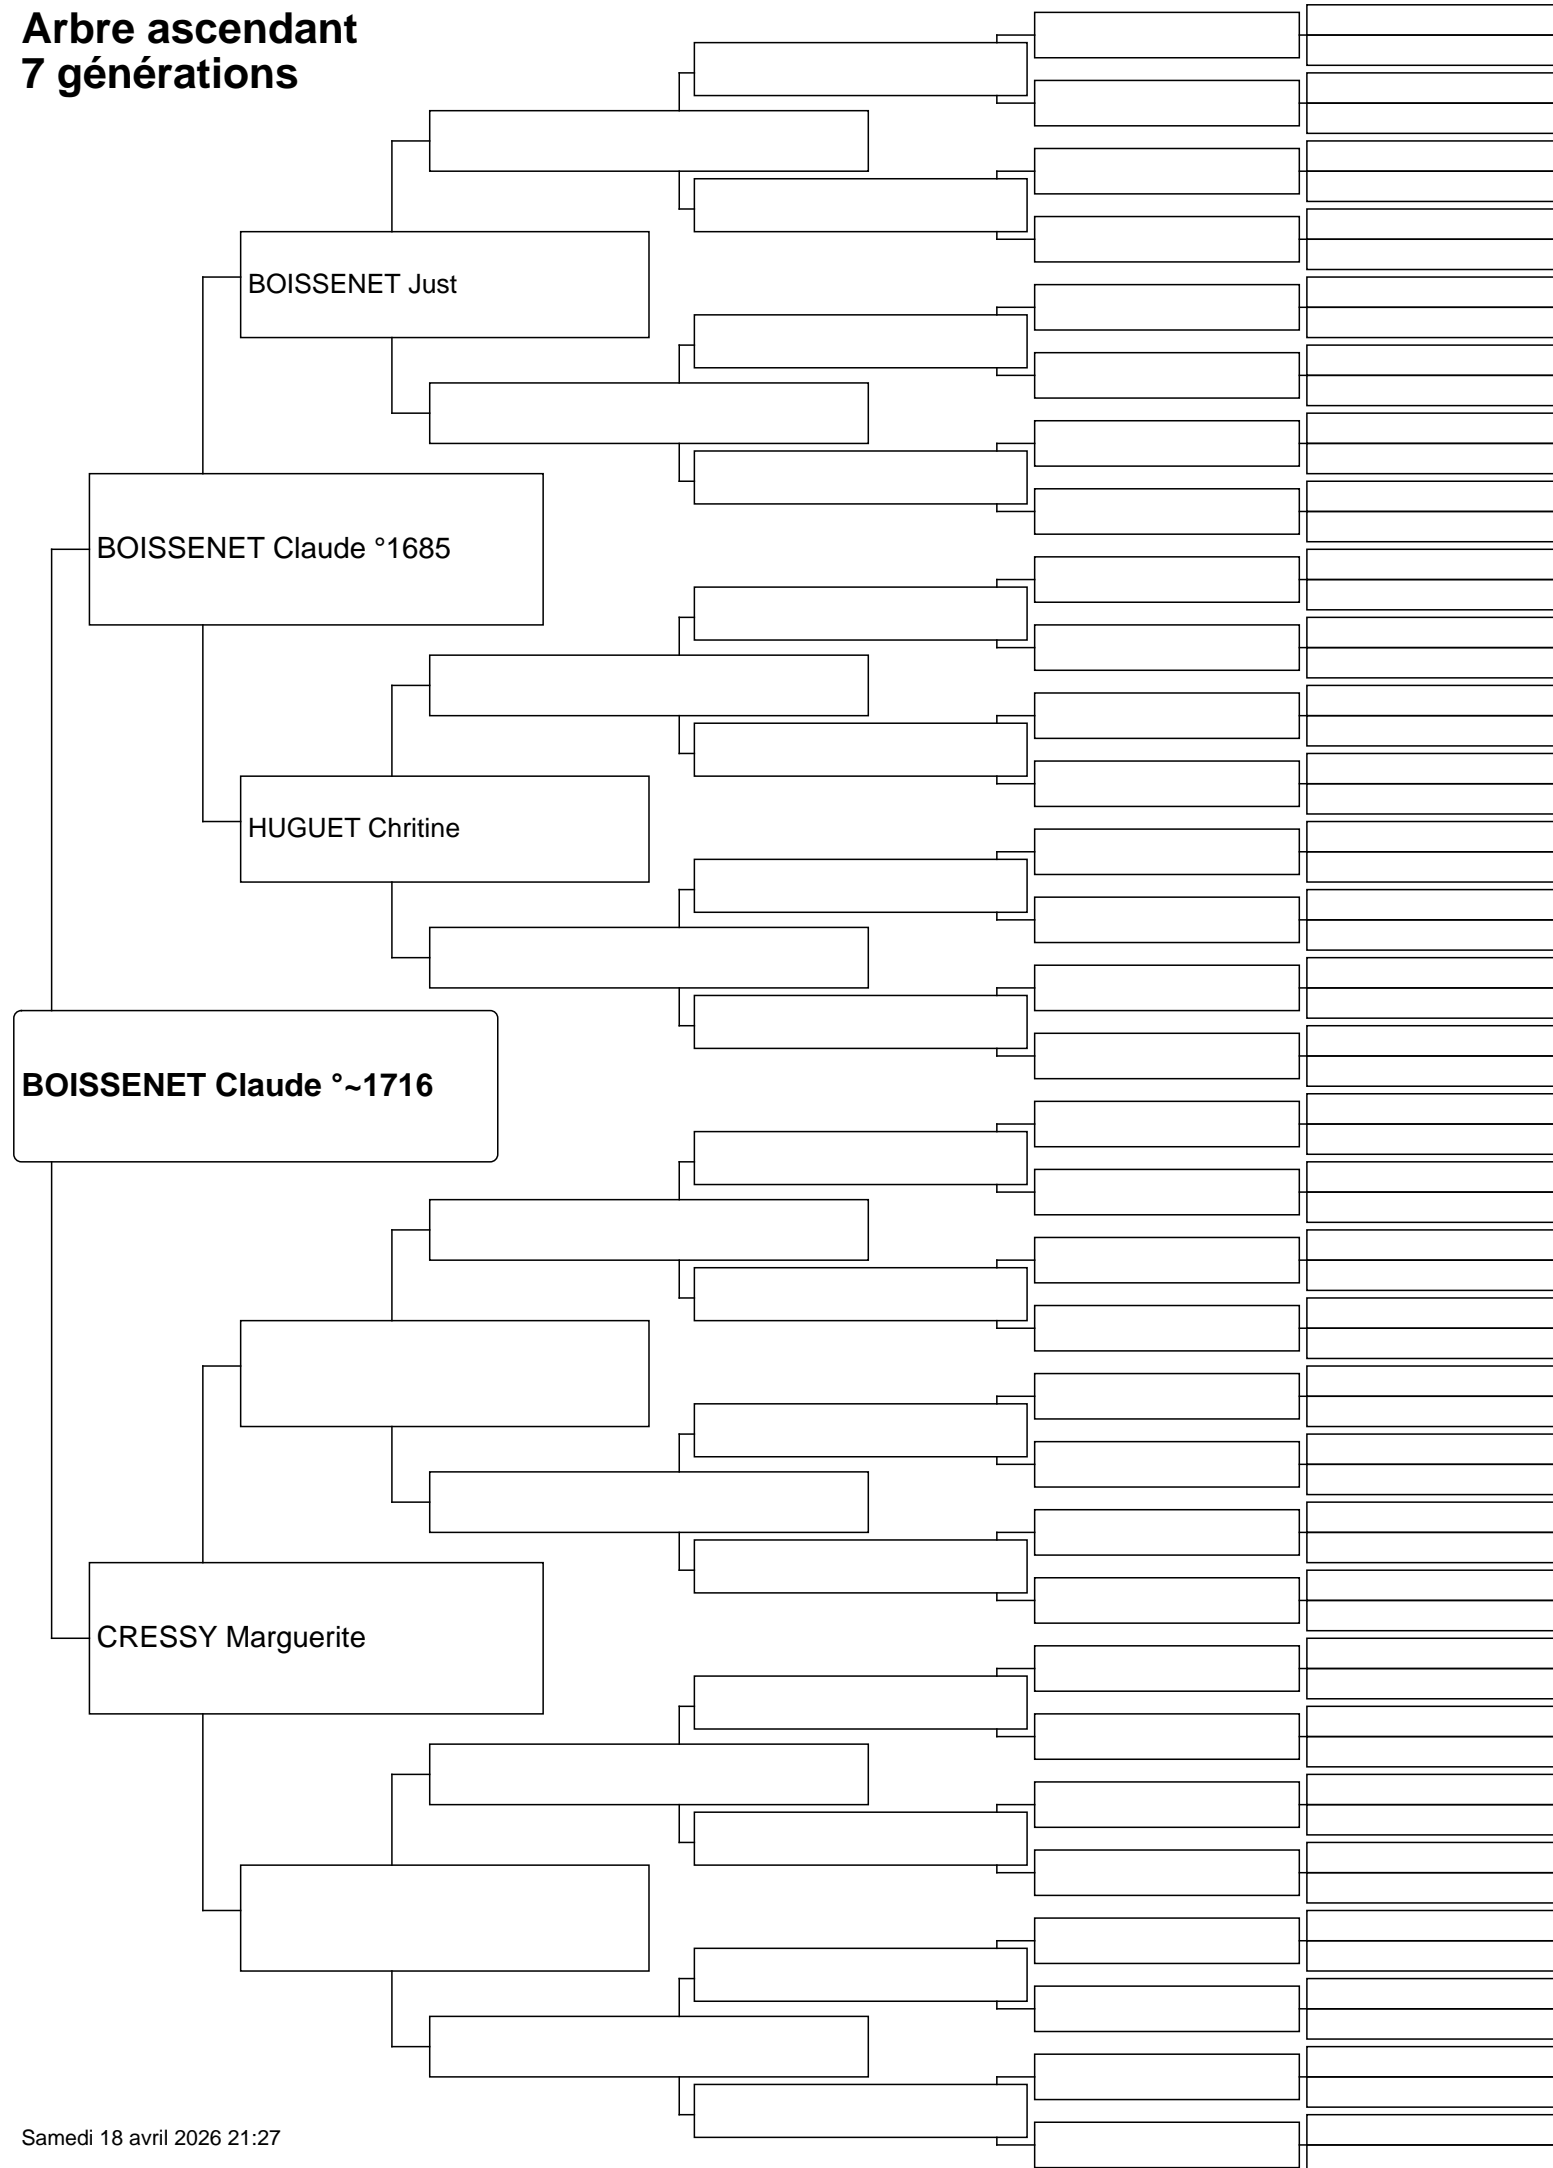 Arbre ascendant
7 générations
BOISSENET Just
BOISSENET Claude °1685
HUGUET Chritine
BOISSENET Claude °~1716
CRESSY Marguerite
Samedi 18 avril 2026 21:27